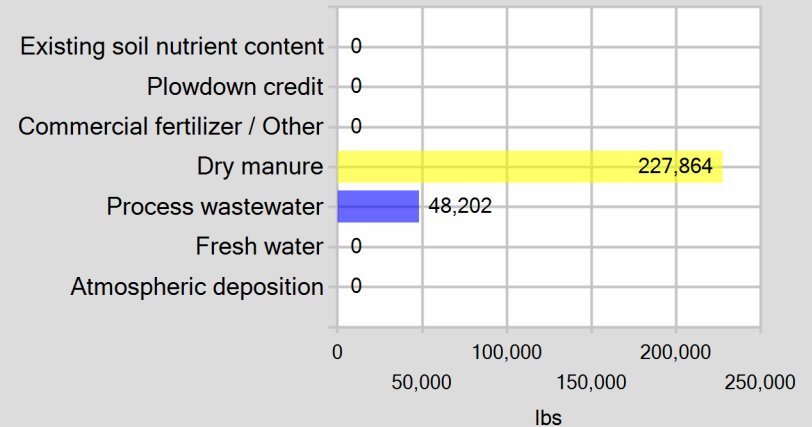 Existing soil nutrient content 0
Plowdown credit 0
Commercial fertilizer / Other 0
Dry manure 227,864
Process wastewater 48,202
Fresh water 0
Atmospheric deposition 0
0 100,000 200,000
50,000 150,000 250,000
lbs